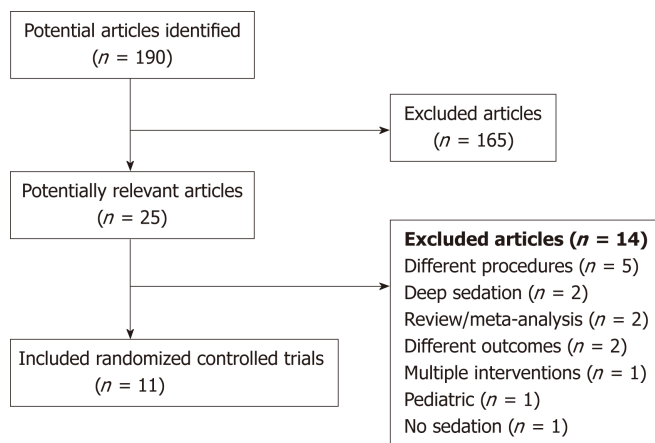 Potential articles identified
(n = 190)
Excluded articles
(n = 165)
Potentially relevant articles
(n = 25)
Excluded articles (n = 14)
Different procedures (n = 5)
Deep sedation (n = 2)
Review/meta-analysis (n = 2)
Different outcomes (n = 2)
Multiple interventions (n = 1)
Pediatric (n = 1)
No sedation (n = 1)
Included randomized controlled trials
(n = 11)